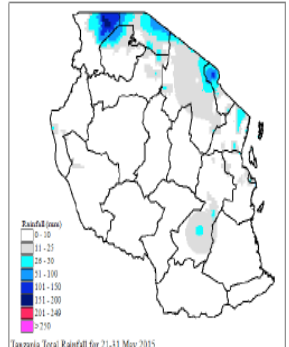 Rainfall (mm)
0 - 10
11 - 25
26 - 50
51 - 100
101 - 150
151 - 200
201 - 249
> 250
Tanzania Total Rainfall for 21-31 May 2015